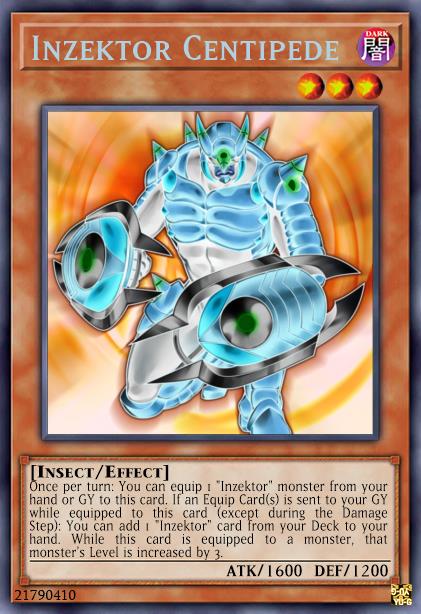 Inzektor Centipede
DARK
闇
[Insect/Effect]
Once per turn: You can equip 1 "Inzektor" monster from your
hand or GY to this card. If an Equip Card(s) is sent to your GY
while equipped to this card (except during the Damage
Step): You can add 1 "Inzektor" card from your Deck to your
hand. While this card is equipped to a monster, that
monster's Level is increased by 3.
ATK/1600 DEF/1200
21790410